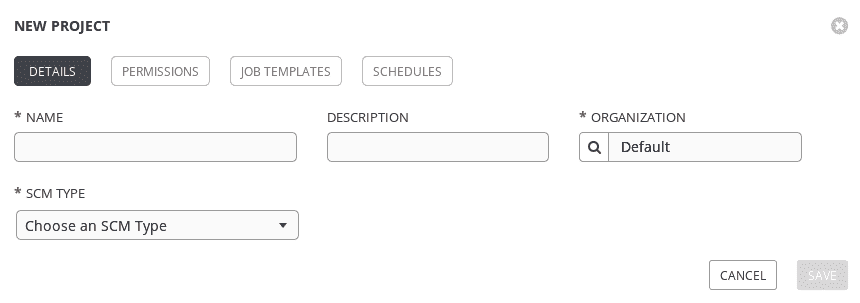 NEW PROJECT
DETAILS PERMISSIONS JOB TEMPLATES SCHEDULES
* NAME DESCRIPTION * ORGANIZATION
Default
* SCM TYPE
Choose an SCM Type
CANCEL SAVE